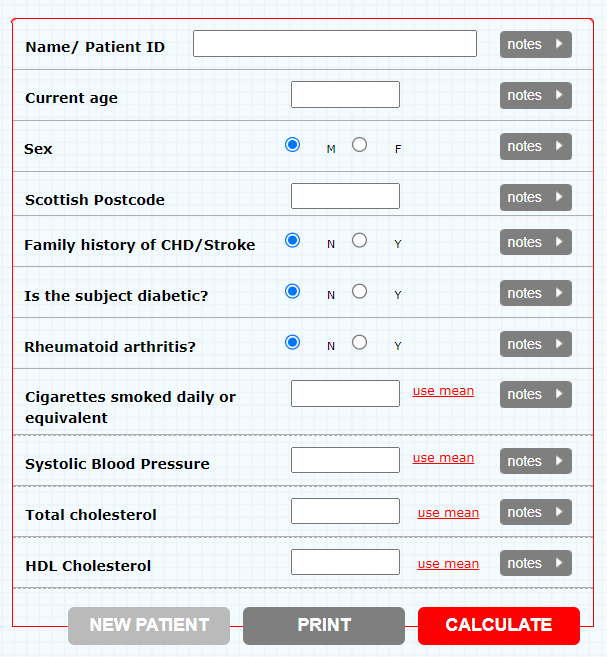 Name/ Patient ID notes
Current age notes
Sex M F notes
Scottish Postcode notes
Family history of CHD/Stroke N Y notes
Is the subject diabetic? N Y notes
Rheumatoid arthritis? N Y notes
Cigarettes smoked daily or use mean notes
equivalent
Systolic Blood Pressure use mean notes
Total cholesterol use mean notes
HDL Cholesterol use mean notes
NEW PATIENT PRINT CALCULATE